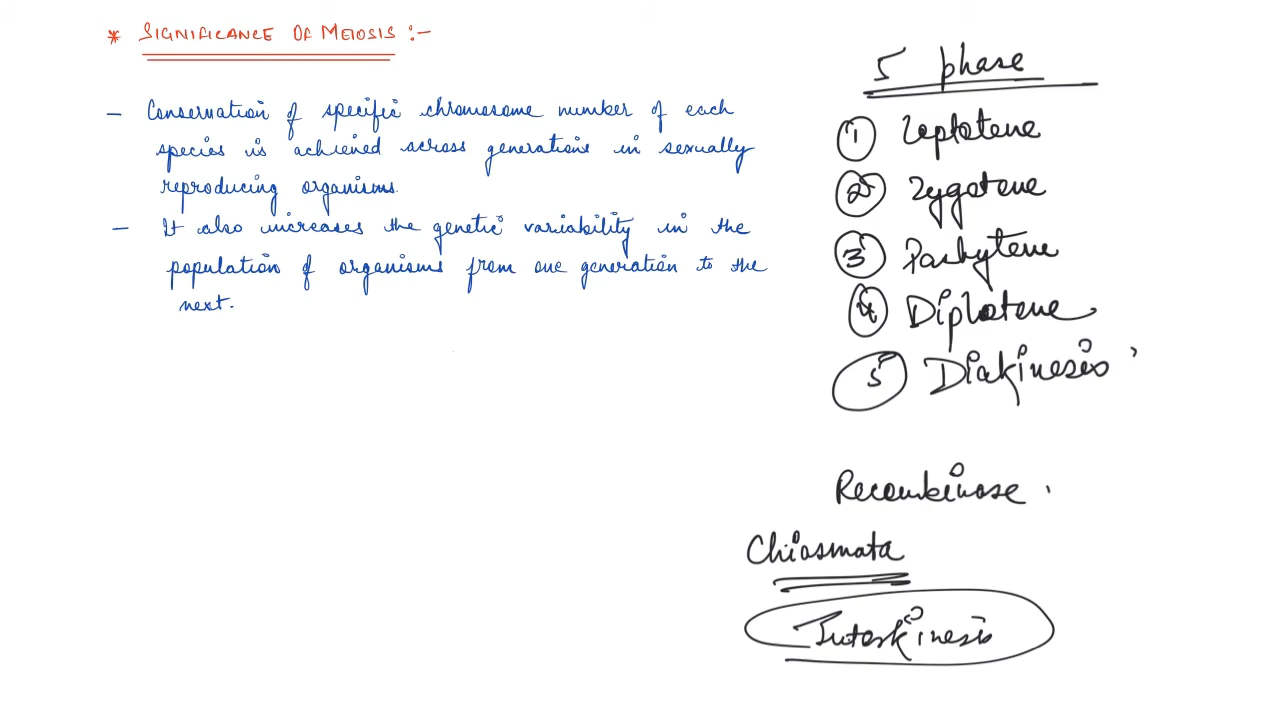 * SIGNIFICANCE OF MEIOSIS :-
- Conservation of specific chromosome number of each
species is achieved across generations in sexually
reproducing organisms.
- It also increases the genetic variability in the
population of organisms from one generation to the
next.
5 phase
1 Leptotene
2 Zygotene
3 Pachytene
4 Diplotene
5 Diakinesis
Recombinase
Chiasmata
Interkinesis